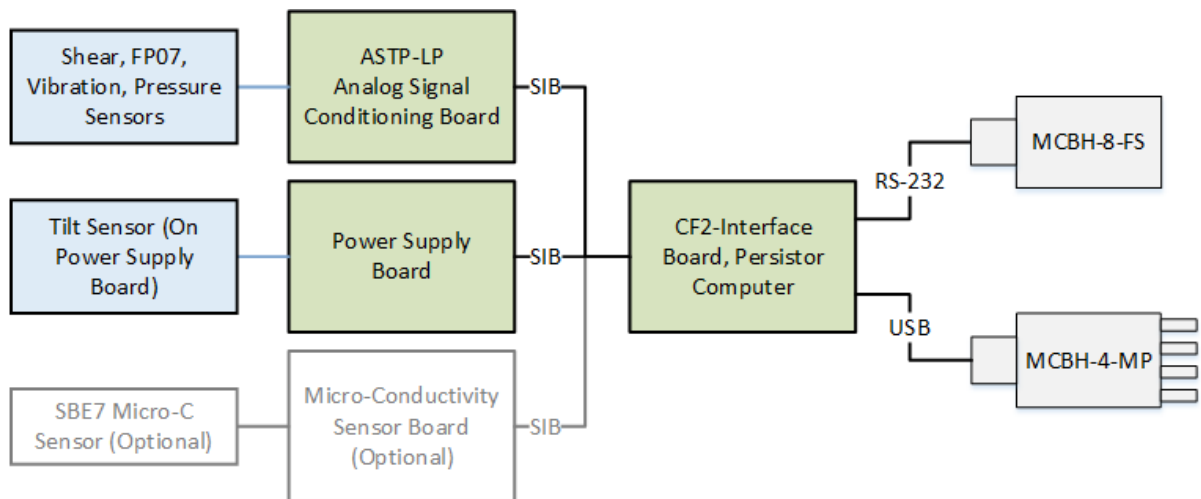 Shear, FP07,
Vibration, Pressure
Sensors
ASTP-LP
Analog Signal
Conditioning Board
SIB
Tilt Sensor (On
Power Supply
Board)
Power Supply
Board
SIB
SBE7 Micro-C
Sensor (Optional)
Micro-Conductivity
Sensor Board
(Optional)
SIB
CF2-Interface
Board, Persistor
Computer
RS-232
MCBH-8-FS
USB
MCBH-4-MP